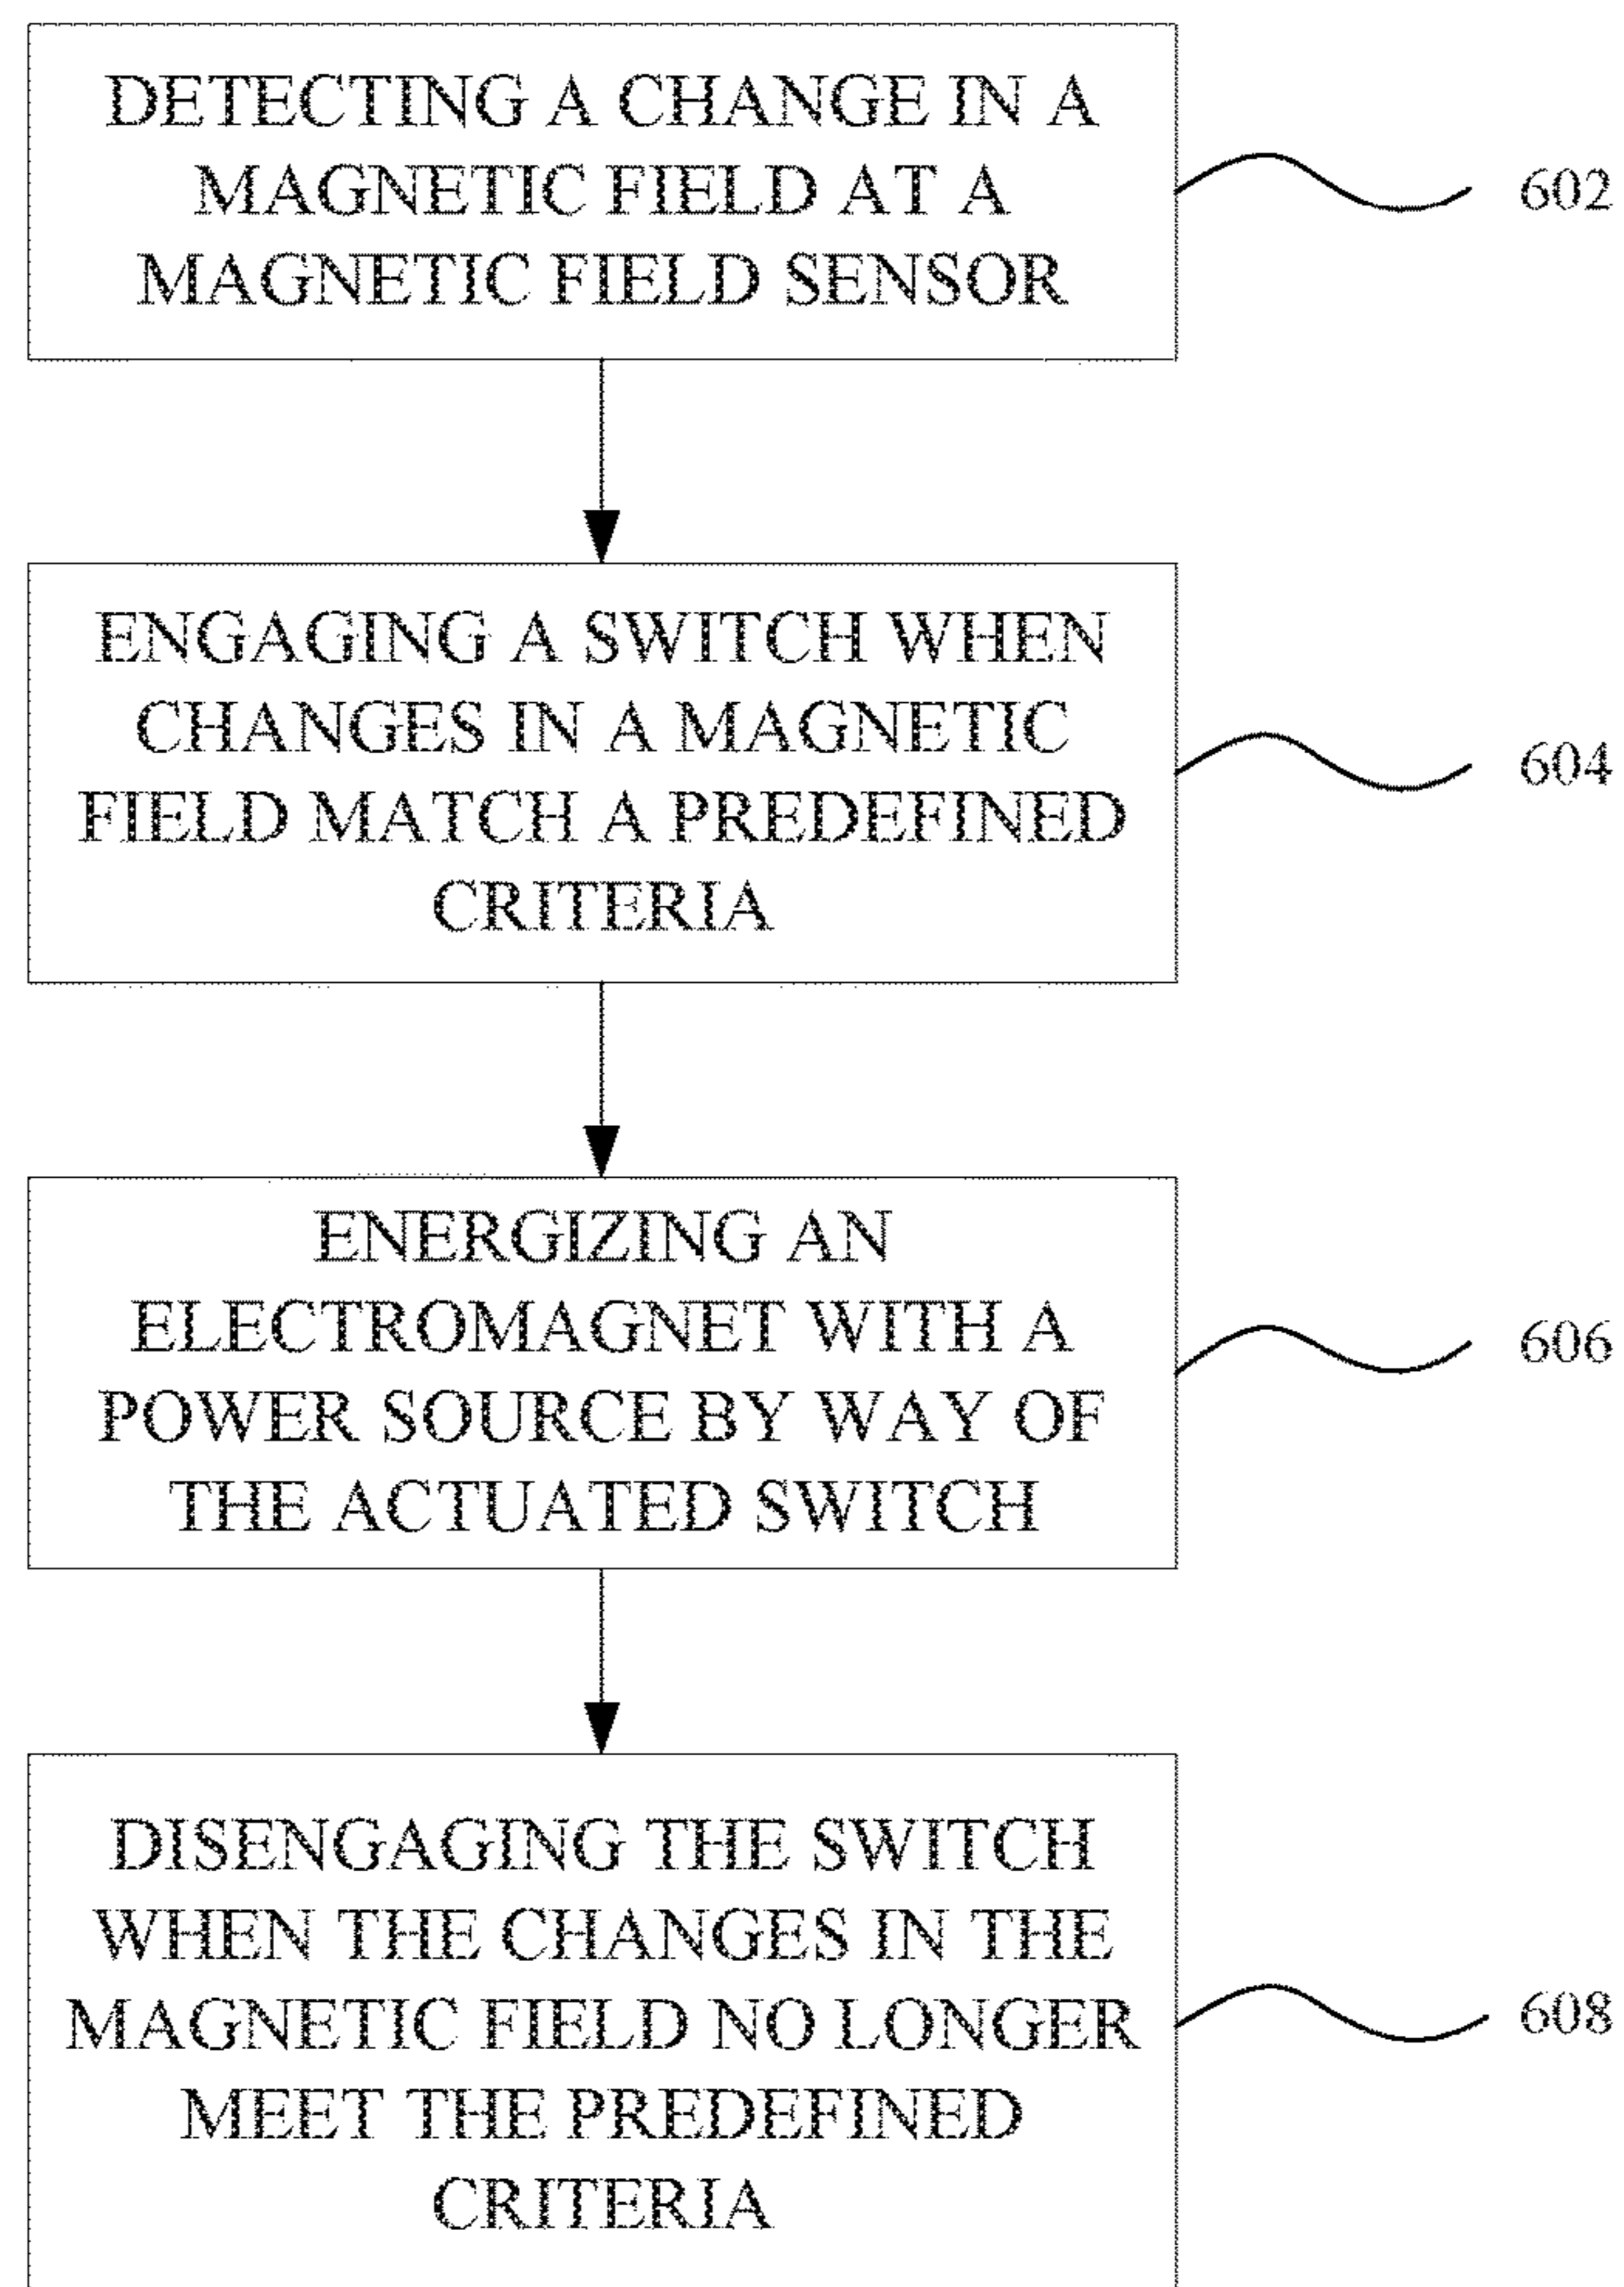 DETECTING A CHANGE IN A
MAGNETIC FIELD AT A
MAGNETIC FIELD SENSOR
602
ENGAGING A SWITCH WHEN
CHANGES IN A MAGNETIC
FIELD MATCH A PREDEFINED
CRITERIA
604
ENERGIZING AN
ELECTROMAGNET WITH A
POWER SOURCE BY WAY OF
THE ACTUATED SWITCH
606
DISENGAGING THE SWITCH
WHEN THE CHANGES IN THE
MAGNETIC FIELD NO LONGER
MEET THE PREDEFINED
CRITERIA
608